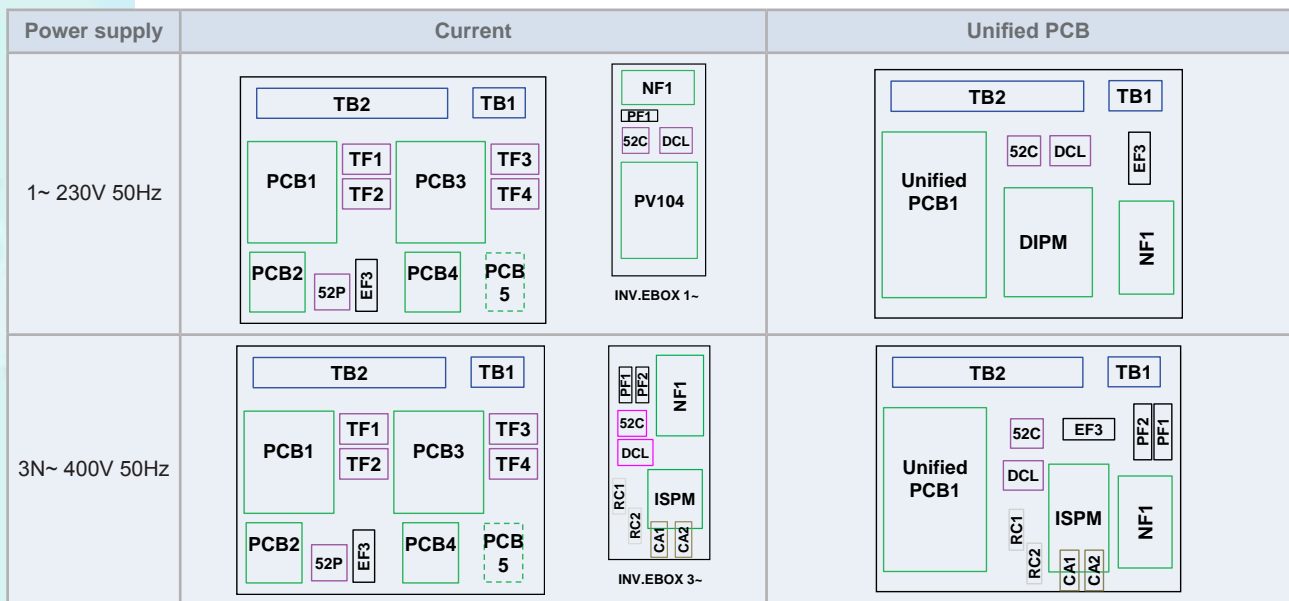 Power supply
Current
Unified PCB
1~ 230V 50Hz
TB2
TB1
PCB1
TF1
TF2
PCB3
TF3
TF4
PCB2
52P
EF3
PCB4
PCB
5
NF1
PF1
52C
DCL
PV104
INV.EBOX 1~
TB2
TB1
Unified
PCB1
52C
DCL
EF3
DIPM
NF1
3N~ 400V 50Hz
TB2
TB1
PCB1
TF1
TF2
PCB3
TF3
TF4
PCB2
52P
EF3
PCB4
PCB
5
PF1
PF2
NF1
52C
DCL
RC1
RC2
ISPM
CA1
CA2
INV.EBOX 3~
TB2
TB1
Unified
PCB1
52C
EF3
PF2
PF1
DCL
RC1
RC2
ISPM
CA1
CA2
NF1